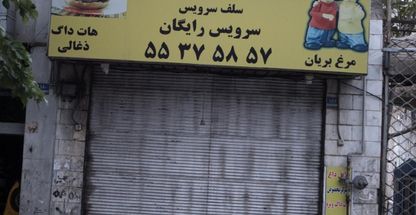 سلف سرویس
سرویس رایگان
۵۵ ۳۷ ۵۸ ۵۷
هات داگ
ذغالی
مرغ بریان